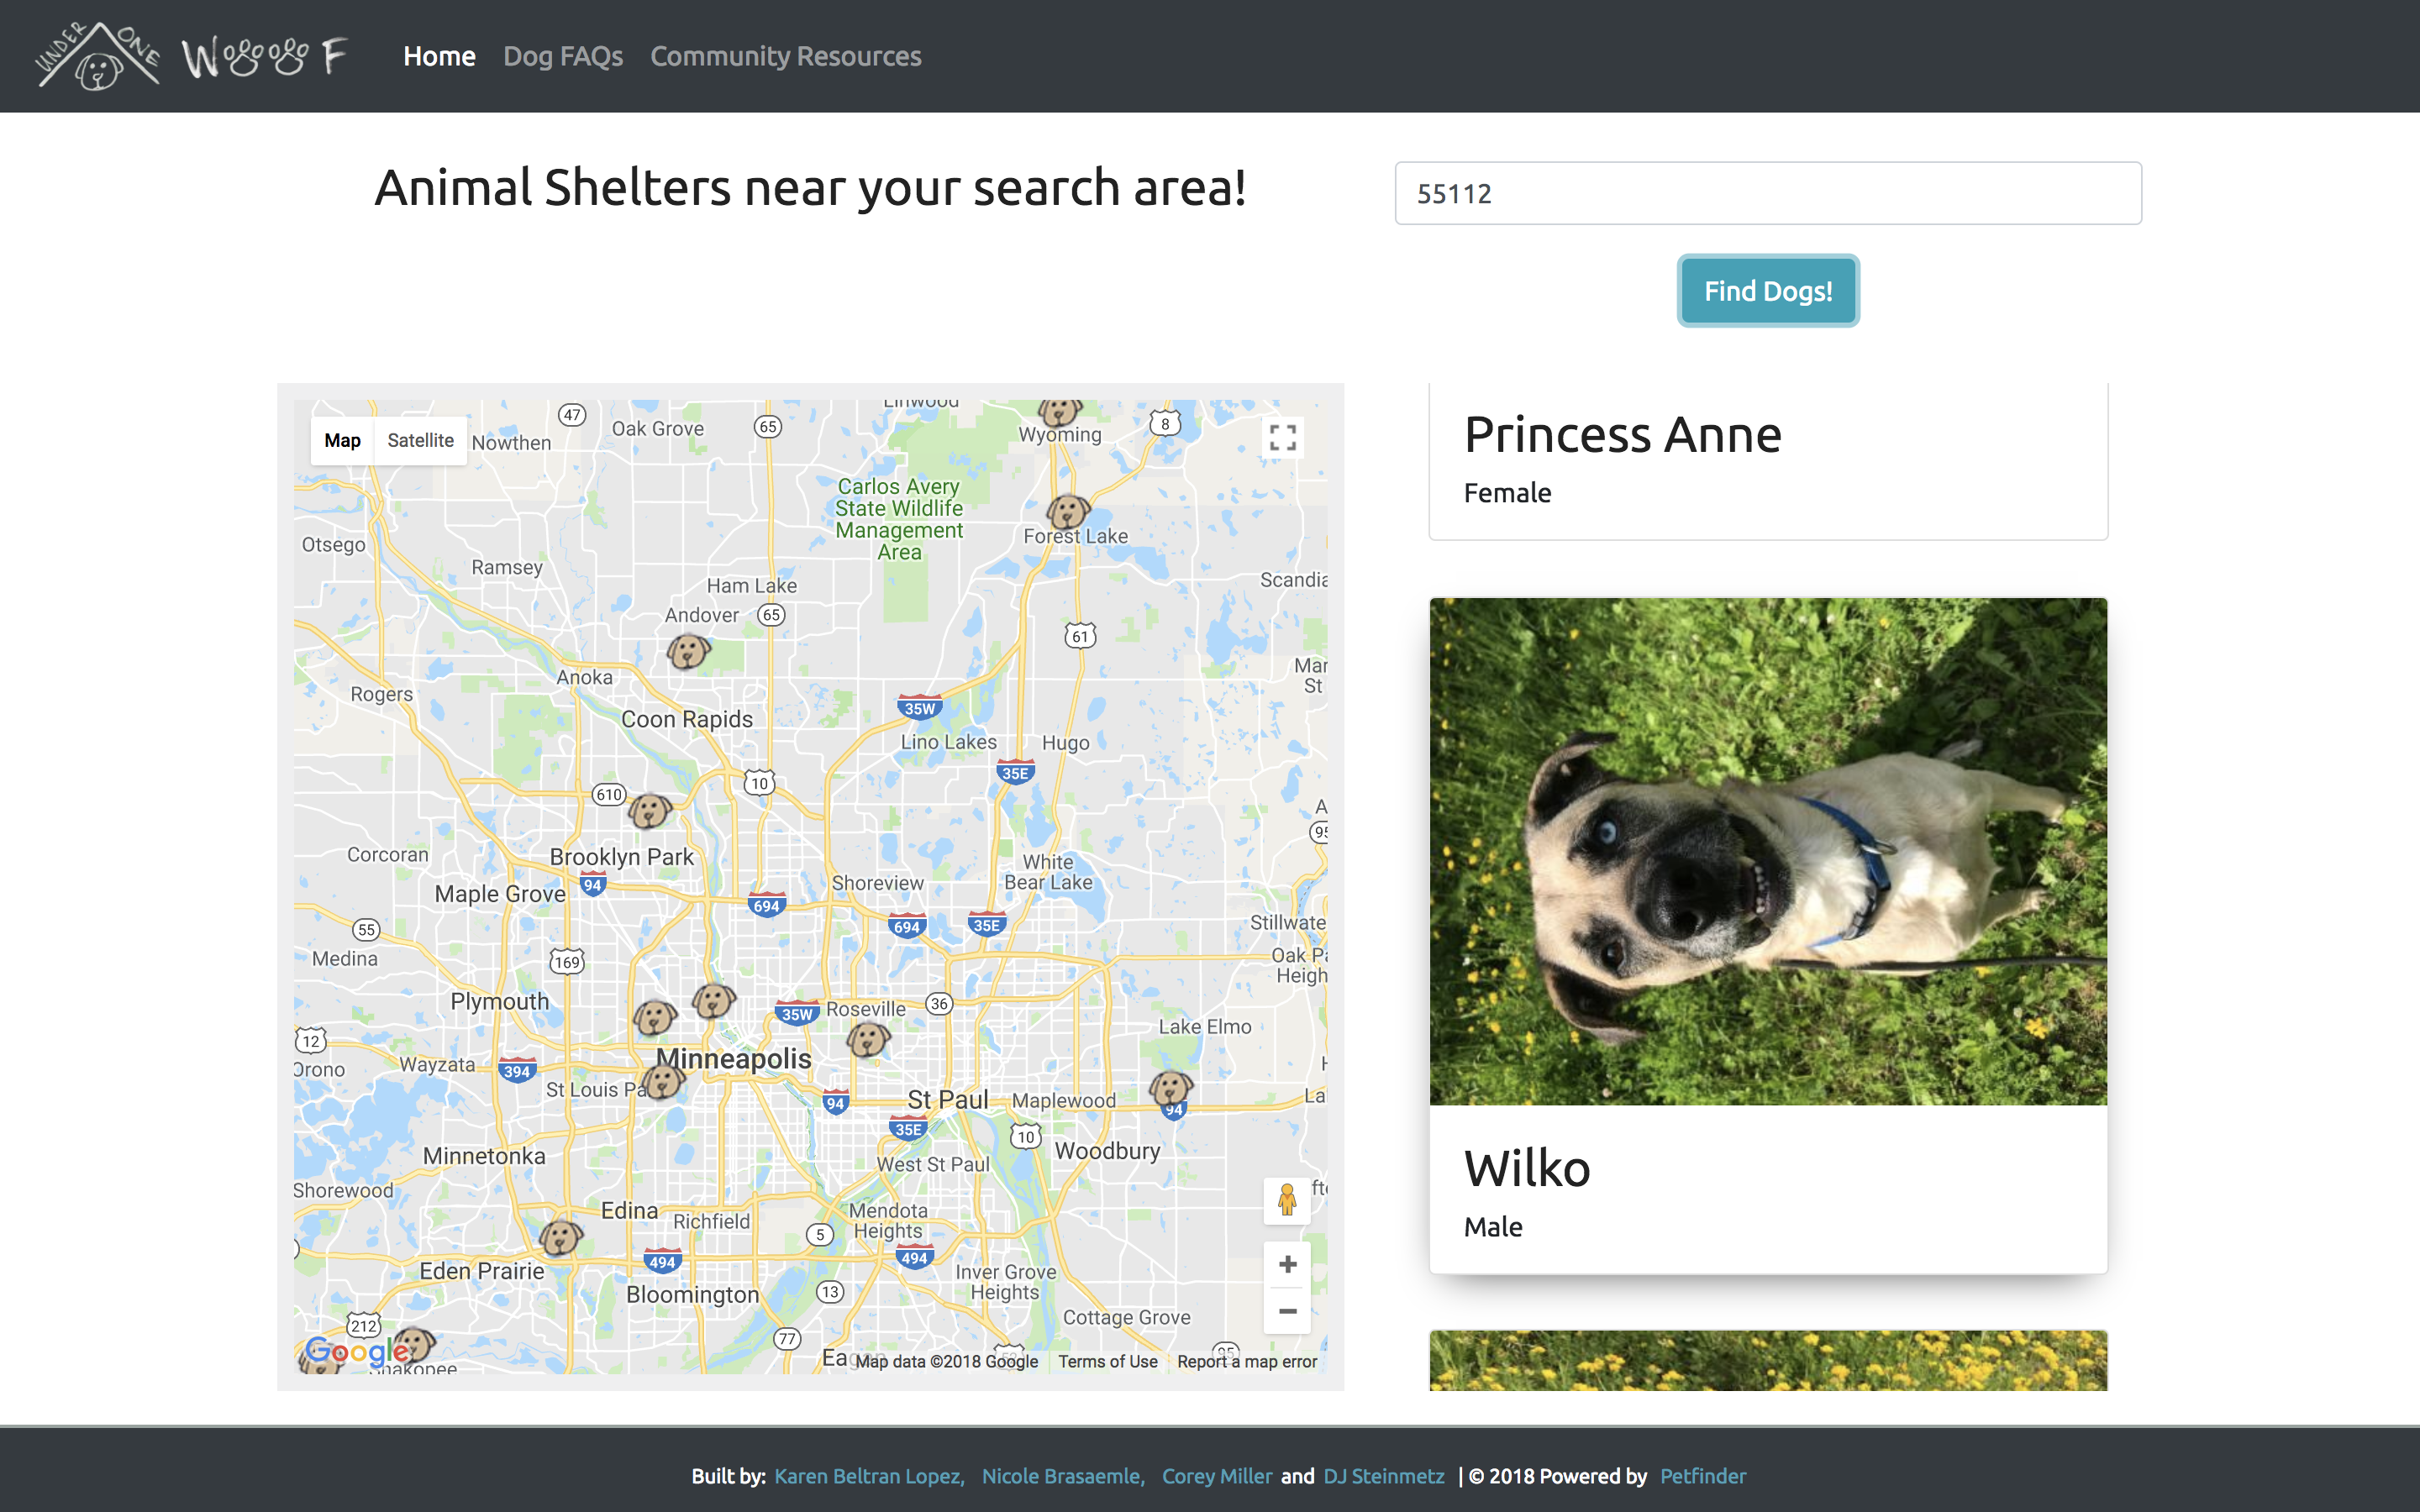 UNDER ONE WOOOF
Home Dog FAQs Community Resources
Animal Shelters near your search area!
55112
Find Dogs!
Map Satellite
Linwood
47
Nowthen
Oak Grove
65
Wyoming
8
Carlos Avery
State Wildlife
Management
Area
Forest Lake
Otsego
Ramsey
Ham Lake
Andover
65
Scandia
61
Anoka
Rogers
Coon Rapids
35W
Lino Lakes
Hugo
35E
610
10
Corcoran
Brooklyn Park
White
Bear Lake
Maple Grove
94
694
Shoreview
694
35E
55
Medina
169
Stillwate
Oak Pa
Heigh
Plymouth
35W
Roseville
36
Lake Elmo
12
Orono
Wayzata
394
Minneapolis
St Louis Pa
94
St Paul
Maplewood
94
35E
10
Woodbury
Minnetonka
West St Paul
Shorewood
Edina
Richfield
5
Mendota
Heights
Eden Prairie
494
494
Bloomington
13
Inver Grove
Heights
Cottage Grove
212
77
Google
Shakopee
Map data ©2018 Google Terms of Use Report a map error
Princess Anne
Female
Wilko
Male
Built by: Karen Beltran Lopez, Nicole Brasaemle, Corey Miller and DJ Steinmetz | © 2018 Powered by Petfinder